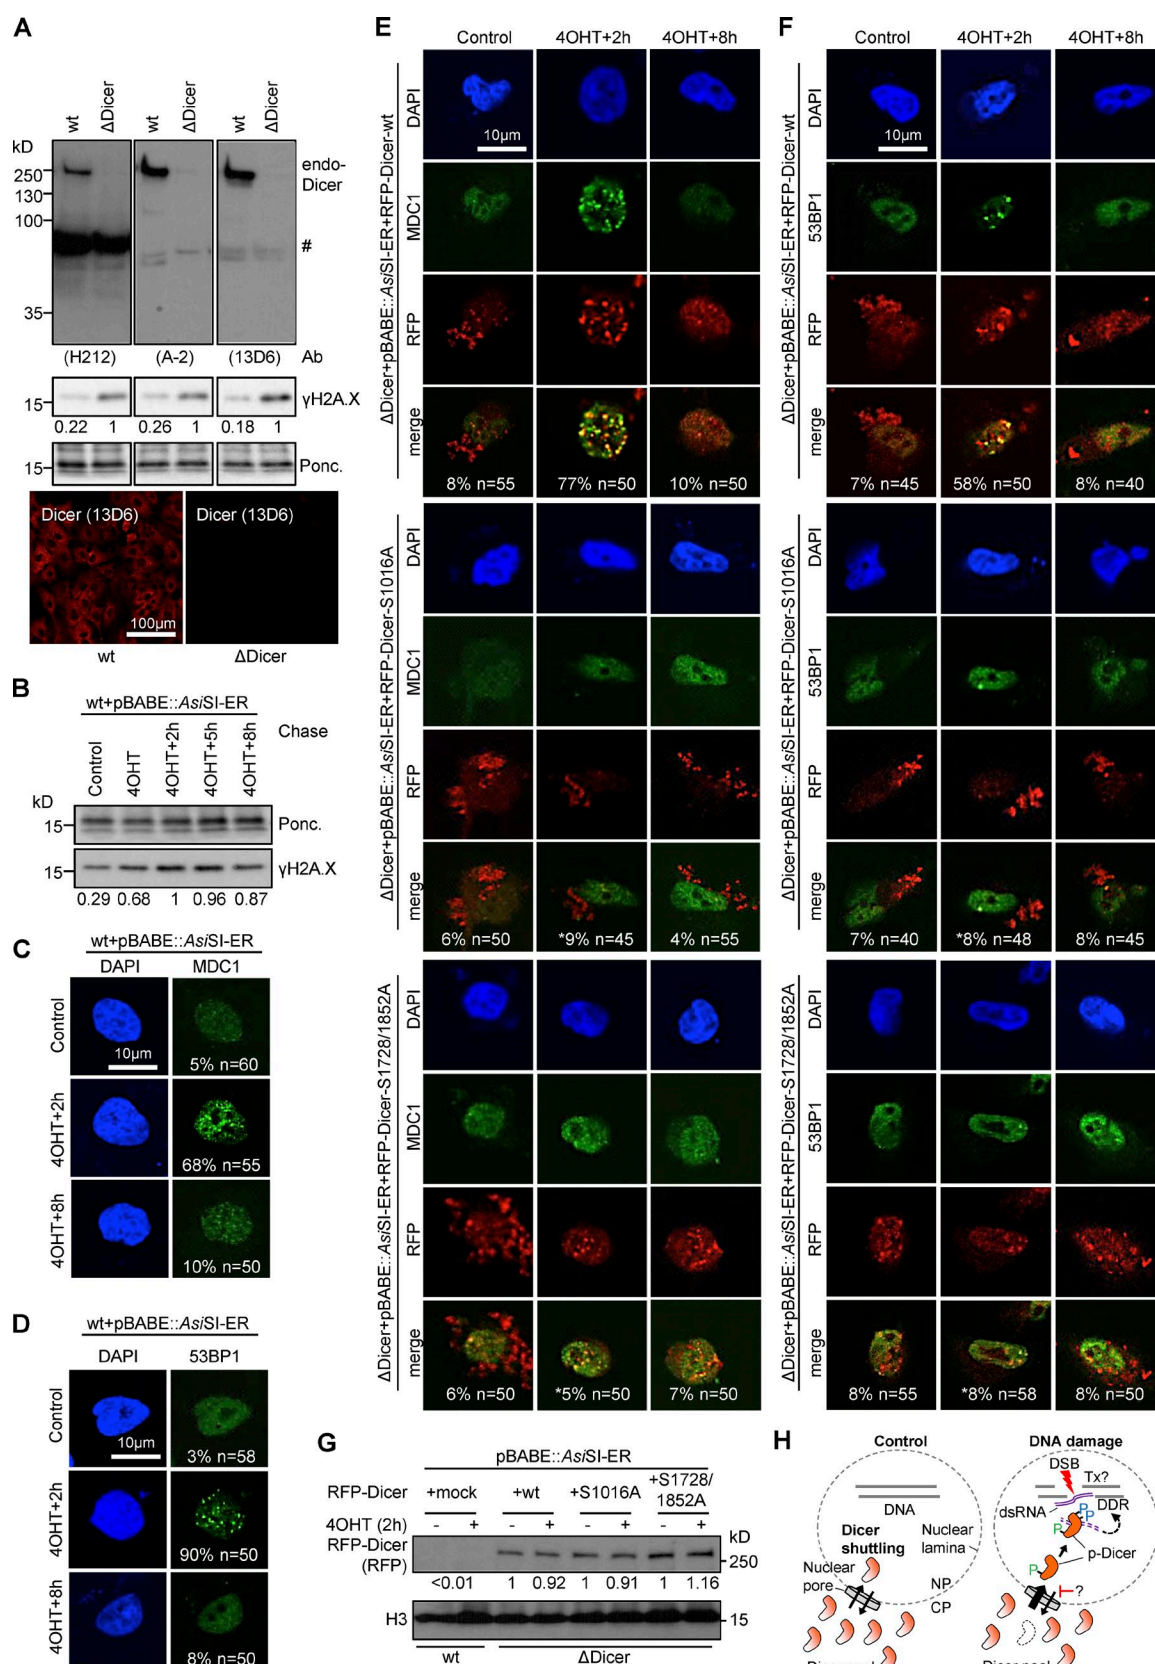 A
wt
ΔDicer
wt
ΔDicer
wt
ΔDicer
kD
250
130
100
35
endo-
Dicer
#
(H212) (A-2) (13D6) Ab
15
γH2A.X
0.22 1 0.26 1 0.18 1
15
Ponc.
Dicer (13D6) Dicer (13D6)
100μm
wt ΔDicer
B
wt+pBABE::AsiSI-ER
Control
4OHT
4OHT+2h
4OHT+5h
4OHT+8h
Chase
kD
15
Ponc.
15
γH2A.X
0.29 0.68 1 0.96 0.87
C
wt+pBABE::AsiSI-ER
DAPI MDC1
Control
10μm
5% n=60
4OHT+2h
68% n=55
4OHT+8h
10% n=50
D
wt+pBABE::AsiSI-ER
DAPI 53BP1
Control
10μm
3% n=58
4OHT+2h
90% n=50
4OHT+8h
8% n=50
E
Control 4OHT+2h 4OHT+8h
ΔDicer+pBABE::AsiSI-ER+RFP-Dicer-wt
DAPI
10μm
MDC1
RFP
merge
8% n=55 77% n=50 10% n=50
ΔDicer+pBABE::AsiSI-ER+RFP-Dicer-S1016A
DAPI
MDC1
RFP
merge
6% n=50 *9% n=45 4% n=55
ΔDicer+pBABE::AsiSI-ER+RFP-Dicer-S1728/1852A
DAPI
MDC1
RFP
merge
6% n=50 *5% n=50 7% n=50
F
Control 4OHT+2h 4OHT+8h
ΔDicer+pBABE::AsiSI-ER+RFP-Dicer-wt
DAPI
10μm
53BP1
RFP
merge
7% n=45 58% n=50 8% n=40
ΔDicer+pBABE::AsiSI-ER+RFP-Dicer-S1016A
DAPI
53BP1
RFP
merge
7% n=40 *8% n=48 8% n=45
ΔDicer+pBABE::AsiSI-ER+RFP-Dicer-S1728/1852A
DAPI
53BP1
RFP
merge
8% n=55 *8% n=58 8% n=50
G
pBABE::AsiSI-ER
RFP-Dicer +mock +wt +S1016A +S1728/
1852A
4OHT (2h) - + - + - + - +
kD
RFP-Dicer
(RFP)
250
<0.01 1 0.92 1 0.91 1 1.16
H3
15
wt ΔDicer
H
Control
DNA
Dicer
shuttling
Nuclear
lamina
Nuclear
pore
NP
CP
DNA damage
DSB
Tx?
dsRNA
DDR
P
P
P
p-Dicer
P
?